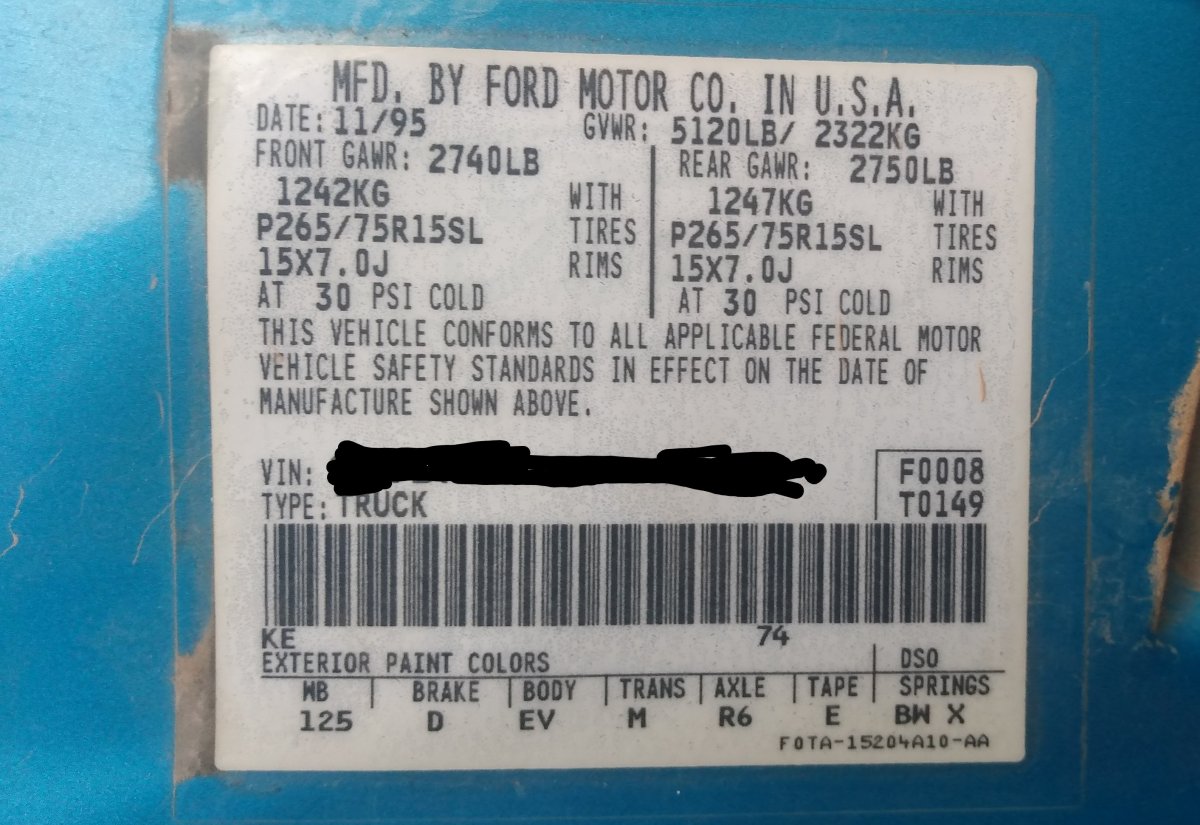 MFD. BY FORD MOTOR CO. IN U.S.A.
DATE: 11/95 GVWR: 5120LB/ 2322KG
FRONT GAWR: 2740LB REAR GAWR: 2750LB
1242KG WITH 1247KG WITH
P265/75R15SL TIRES P265/75R15SL TIRES
15X7.0J RIMS 15X7.0J RIMS
AT 30 PSI COLD AT 30 PSI COLD
THIS VEHICLE CONFORMS TO ALL APPLICABLE FEDERAL MOTOR
VEHICLE SAFETY STANDARDS IN EFFECT ON THE DATE OF
MANUFACTURE SHOWN ABOVE.
VIN: F0008
TYPE: TRUCK T0149
KE 74
EXTERIOR PAINT COLORS DSO
WB BRAKE BODY TRANS AXLE TAPE SPRINGS
125 D EV M R6 E BW X
F0TA-15204A10-AA